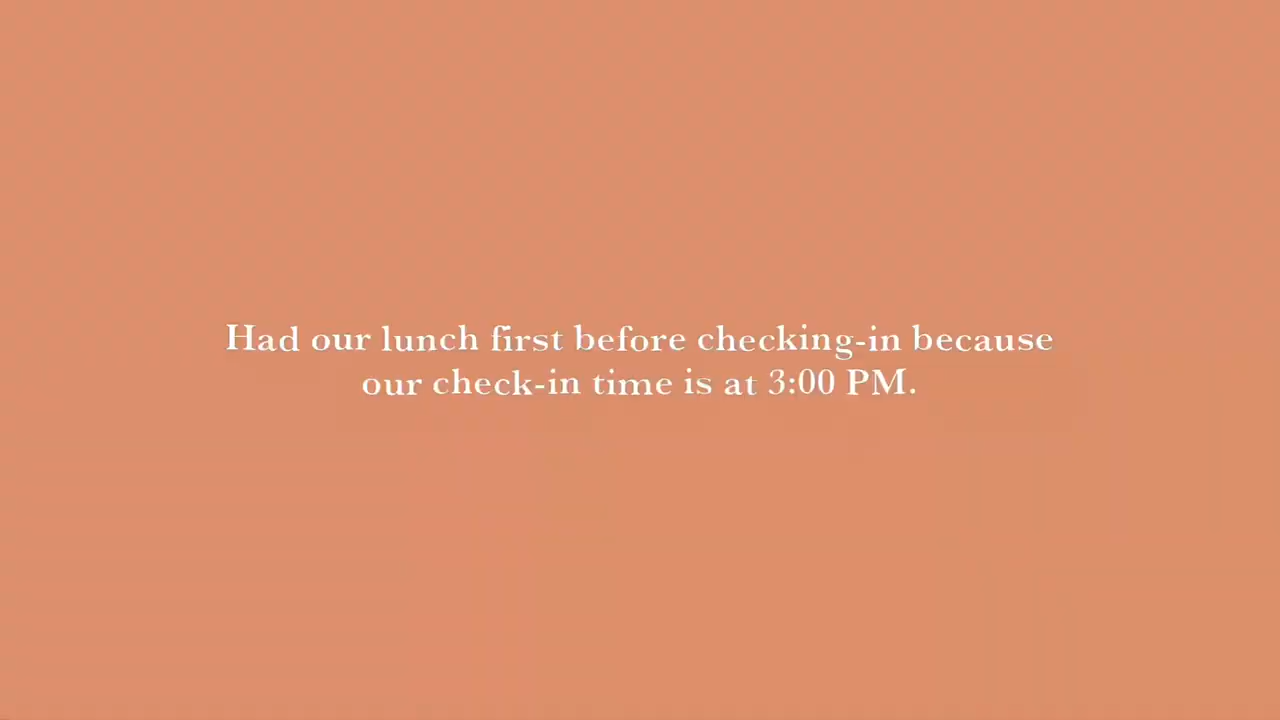 Had our lunch first before checking-in because
our check-in time is at 3:00 PM.